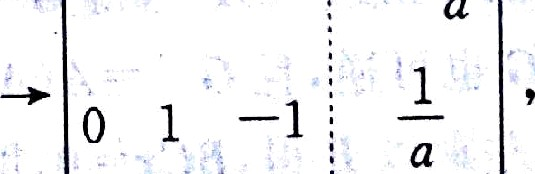 a
→ 0 1 −1 1/a ,